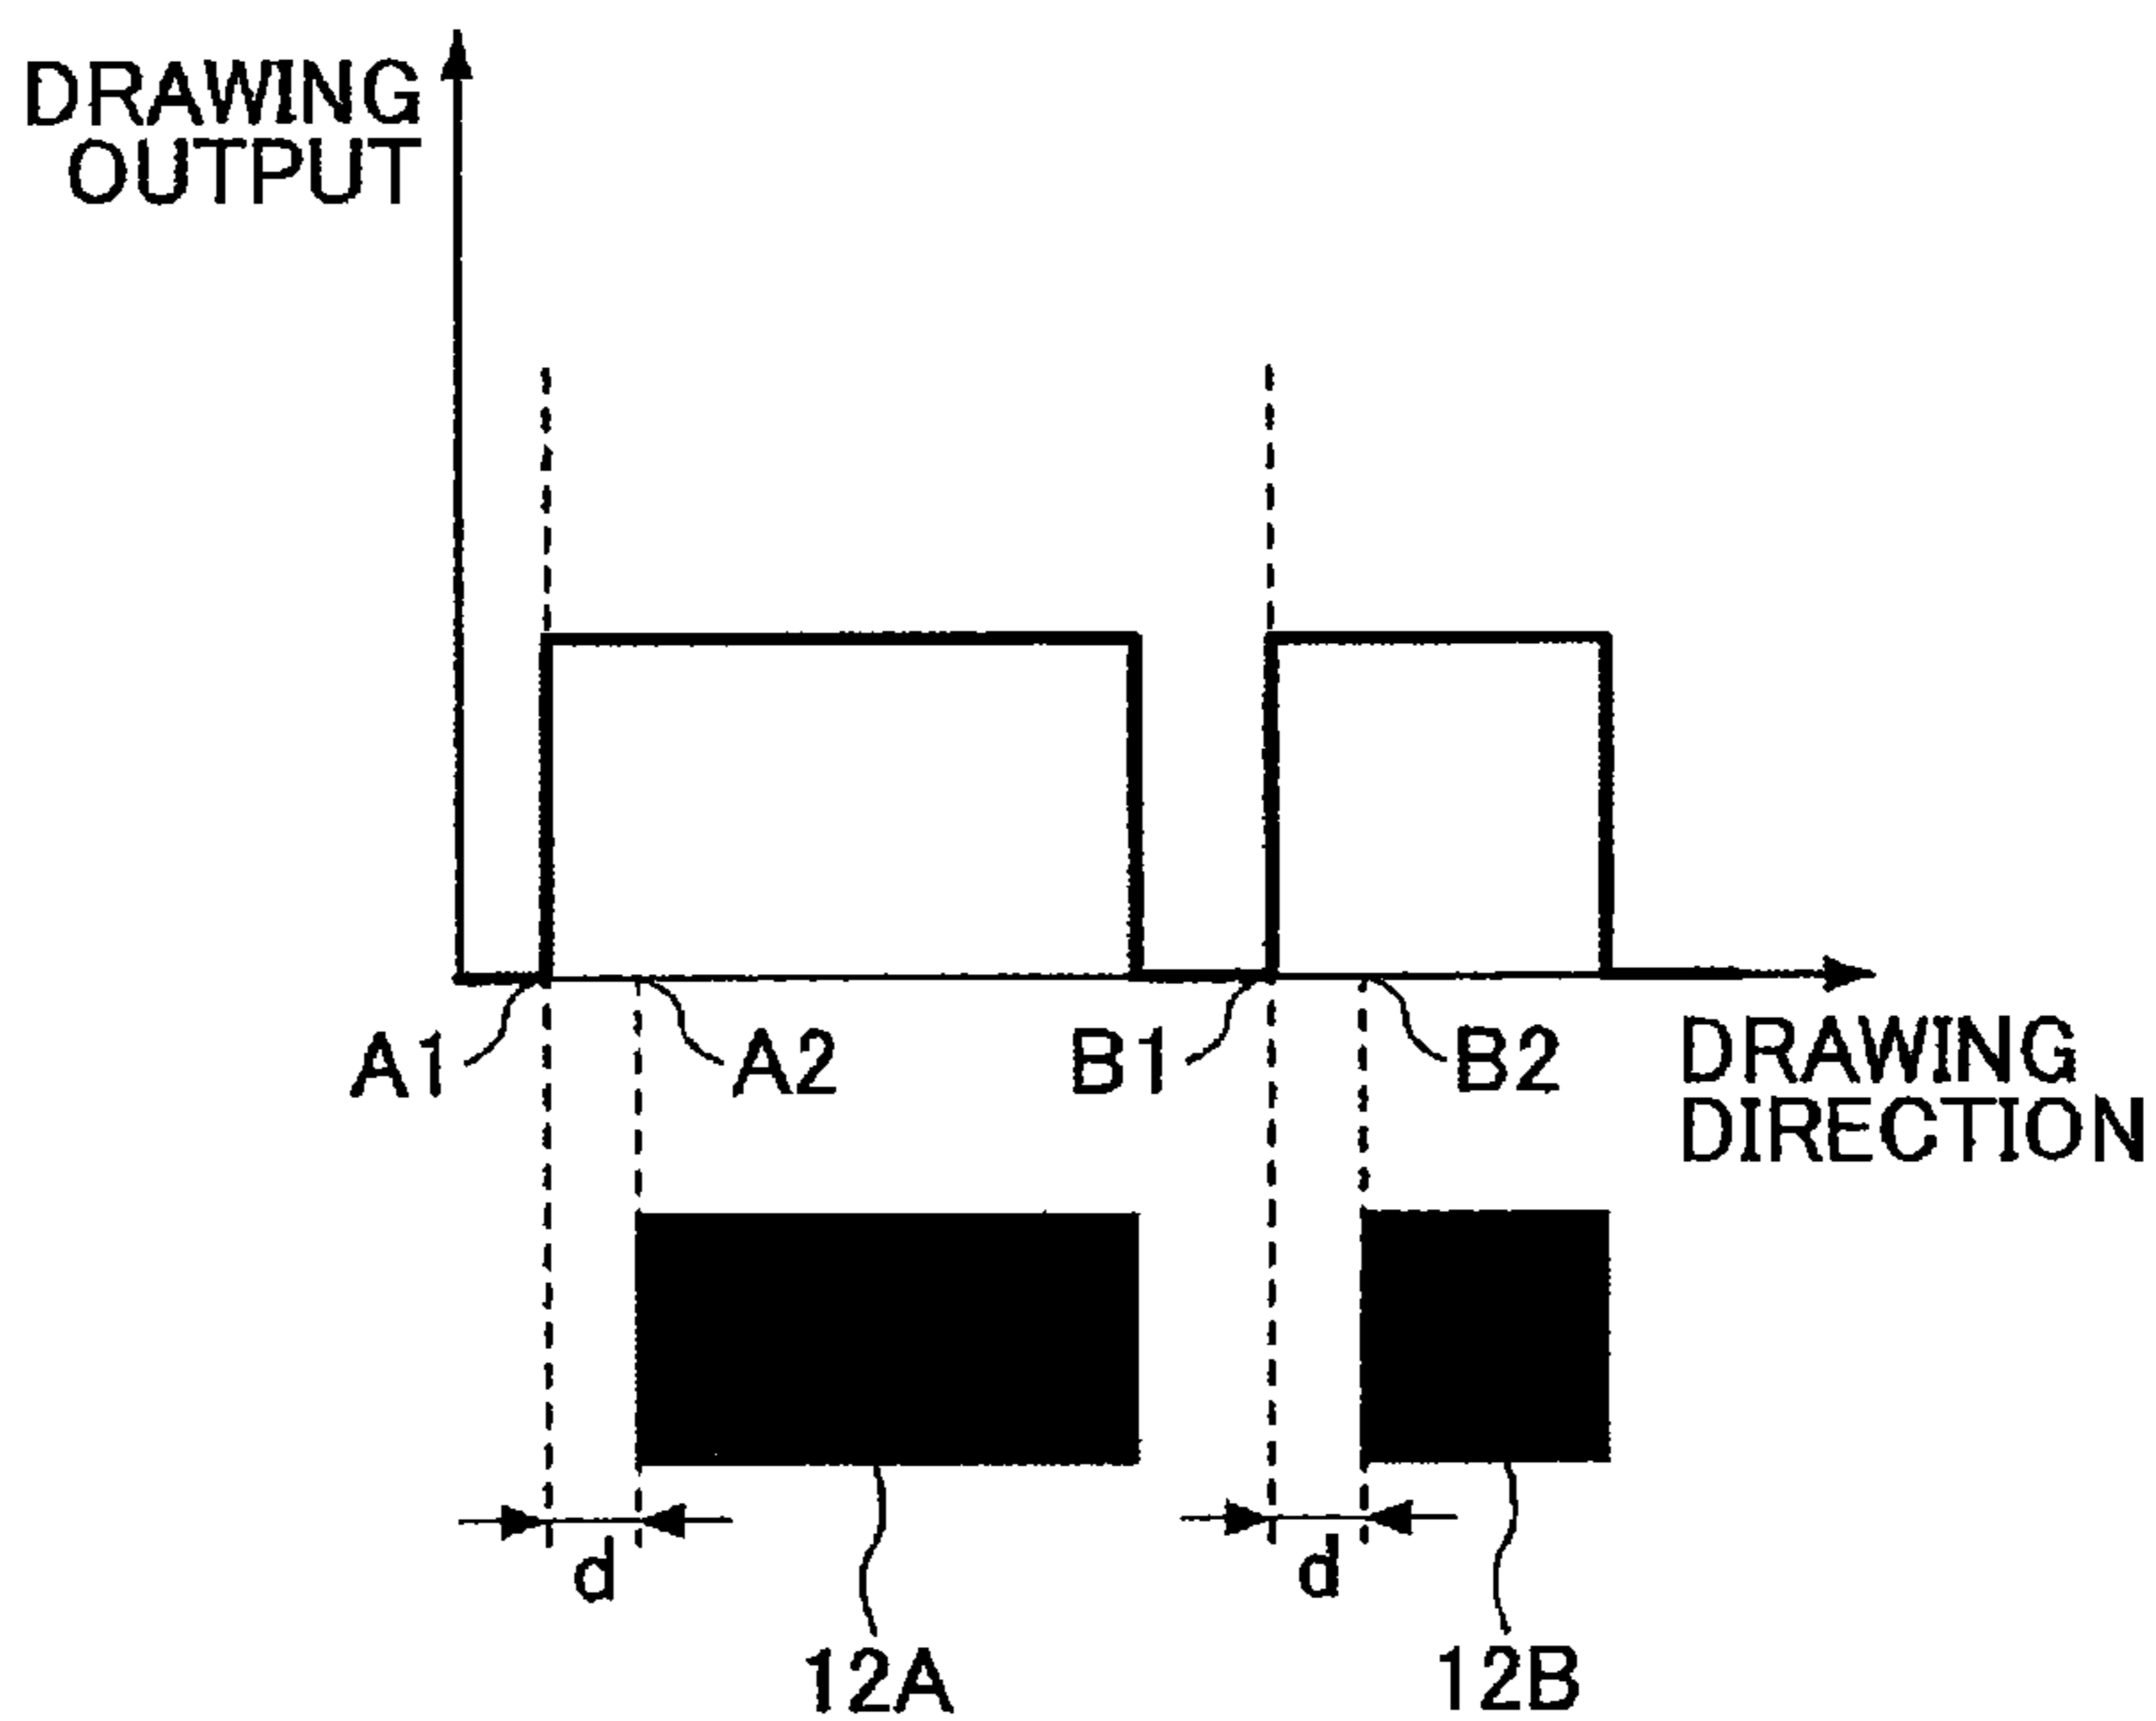 DRAWING
OUTPUT
A1
A2
B1
B2
DRAWING
DIRECTION
d
d
12A
12B